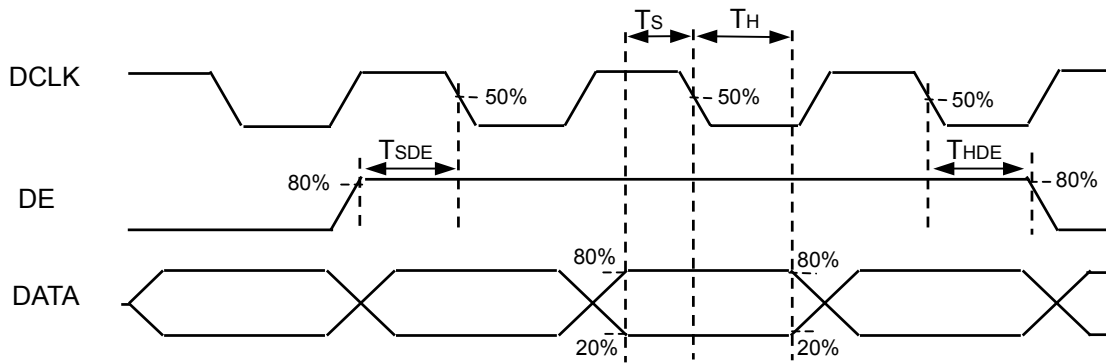 TS TH
DCLK
50% 50% 50%
TSDE THDE
80% 80%
DE
80% 80%
DATA
20% 20%